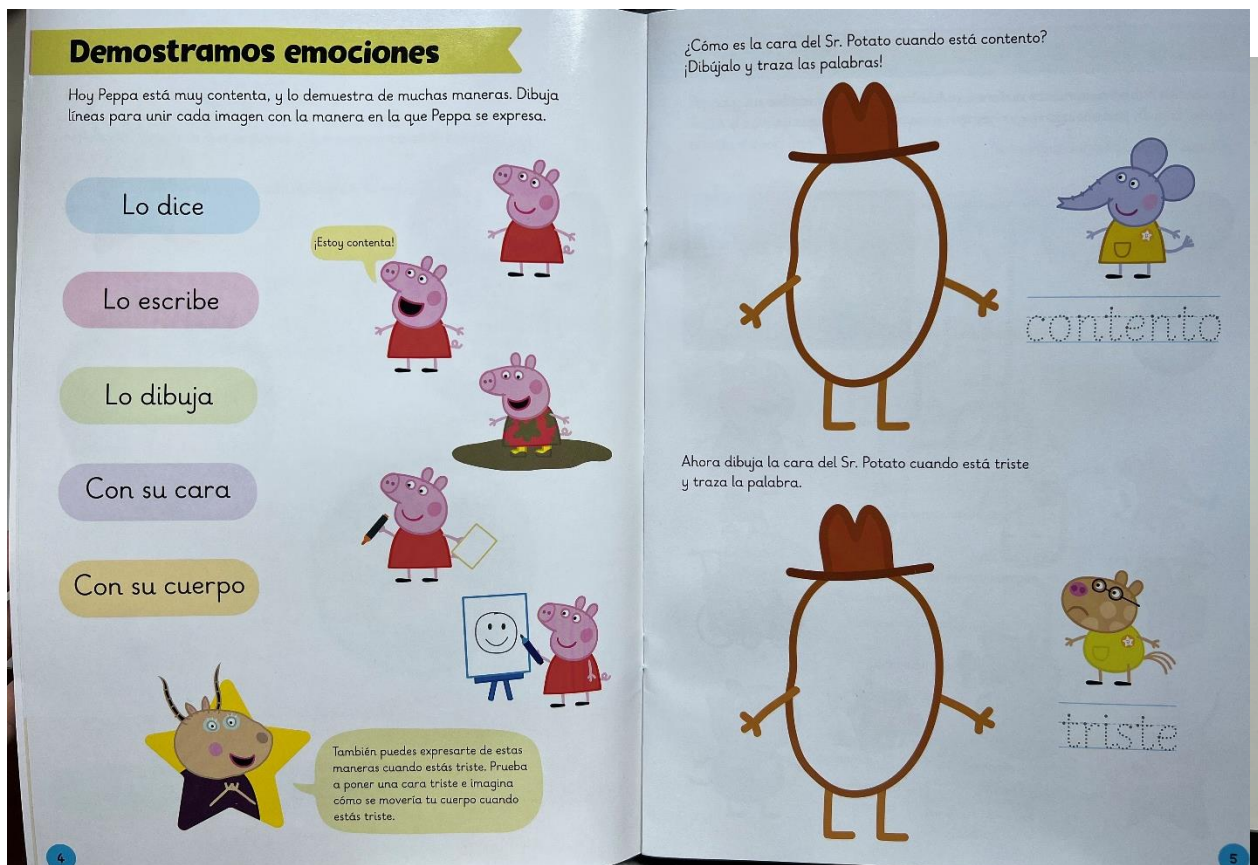 Demostramos emociones
Hoy Peppa está muy contenta, y lo demuestra de muchas maneras. Dibuja
líneas para unir cada imagen con la manera en la que Peppa se expresa.
Lo dice
Lo escribe
Lo dibuja
Con su cara
Con su cuerpo
¡Estoy contenta!
También puedes expresarte de estas
maneras cuando estás triste. Prueba
a poner una cara triste e imagina
cómo se movería tu cuerpo cuando
estás triste.
4
¿Cómo es la cara del Sr. Potato cuando está contento?
¡Dibújalo y traza las palabras!
contento
Ahora dibuja la cara del Sr. Potato cuando está triste
y traza la palabra.
triste
5